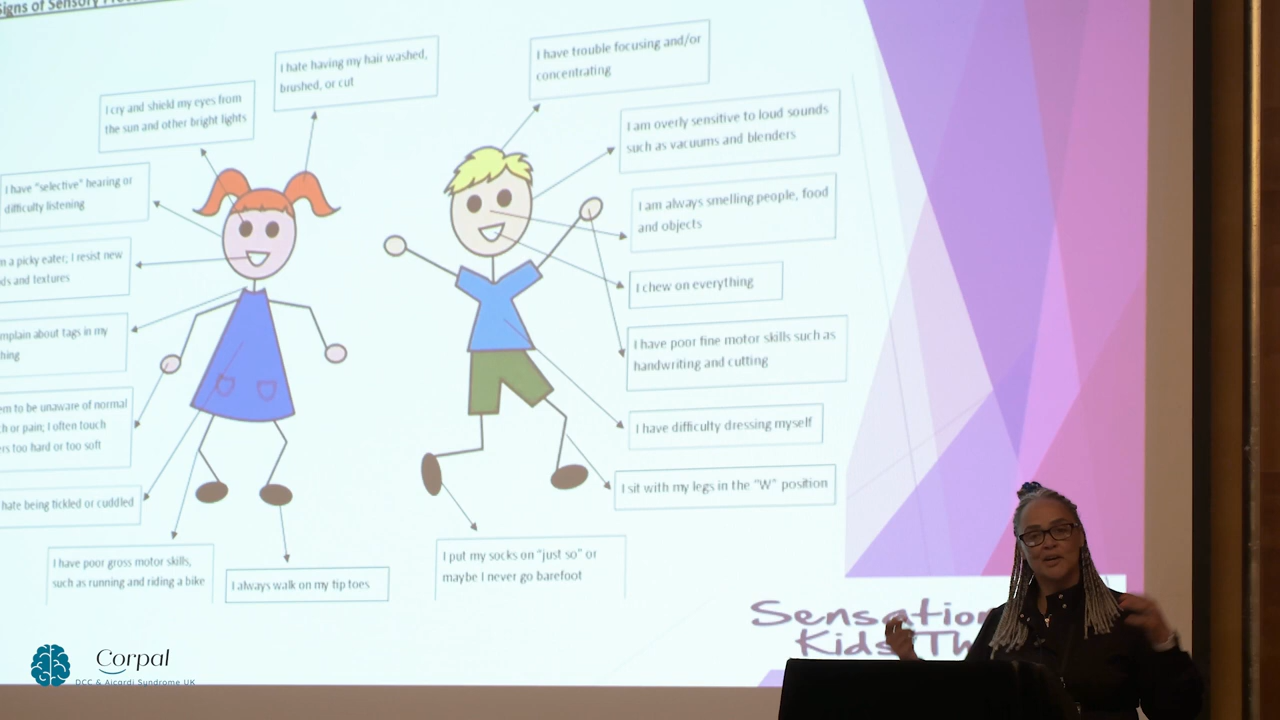 Signs of Sensory
I hate having my hair washed,
brushed, or cut
I have trouble focusing and/or
concentrating
I cry and shield my eyes from
the sun and other bright lights
I am overly sensitive to loud sounds
such as vacuums and blenders
I have "selective" hearing or
difficulty listening
I am always smelling people, food
and objects
a picky eater; I resist new
and textures
I chew on everything
about tags in my
I have poor fine motor skills such as
handwriting and cutting
to be unaware of normal
or pain; I often touch
too hard or too soft
I have difficulty dressing myself
hate being tickled or cuddled
I sit with my legs in the "W" position
I have poor gross motor skills,
such as running and riding a bike
I always walk on my tip toes
I put my socks on "just so" or
maybe I never go barefoot
Kids
Corpal
DCC & Aicardi Syndrome UK